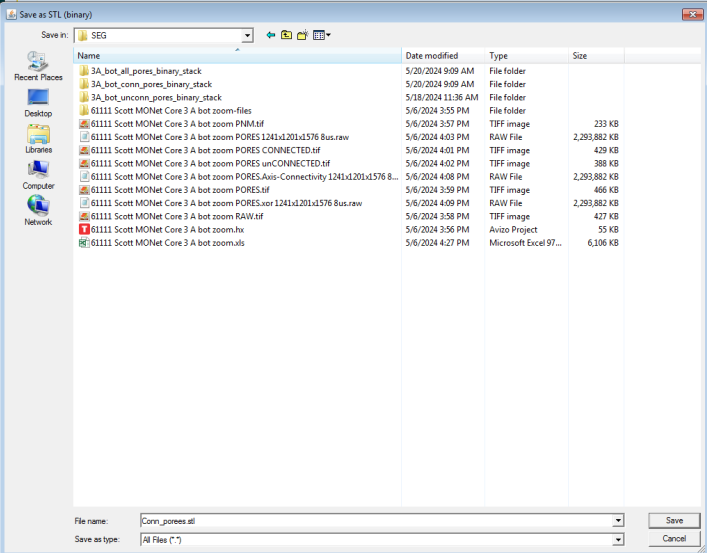 Save as STL (binary)
Save in: SEG
Name Date modified Type Size
3A_bot_all_pores_binary_stack 5/20/2024 9:09 AM File folder
3A_bot_conn_pores_binary_stack 5/20/2024 9:09 AM File folder
3A_bot_unconn_pores_binary_stack 5/18/2024 11:36 AM File folder
61111 Scott MONet Core 3 A bot zoom-files 5/6/2024 3:55 PM File folder
61111 Scott MONet Core 3 A bot zoom PNM.tif 5/6/2024 3:57 PM TIFF image 233 KB
61111 Scott MONet Core 3 A bot zoom PORES 1241x1201x1576 8us.raw 5/6/2024 4:03 PM RAW File 2,293,882 KB
61111 Scott MONet Core 3 A bot zoom PORES CONNECTED.tif 5/6/2024 4:01 PM TIFF image 429 KB
61111 Scott MONet Core 3 A bot zoom PORES unCONNECTED.tif 5/6/2024 4:02 PM TIFF image 388 KB
61111 Scott MONet Core 3 A bot zoom PORES.Axis-Connectivity 1241x1201x1576 8... 5/6/2024 4:08 PM RAW File 2,293,882 KB
61111 Scott MONet Core 3 A bot zoom PORES.tif 5/6/2024 3:59 PM TIFF image 466 KB
61111 Scott MONet Core 3 A bot zoom PORES.xor 1241x1201x1576 8us.raw 5/6/2024 4:09 PM RAW File 2,293,882 KB
61111 Scott MONet Core 3 A bot zoom RAW.tif 5/6/2024 3:58 PM TIFF image 427 KB
61111 Scott MONet Core 3 A bot zoom.hx 5/6/2024 3:56 PM Avizo Project 55 KB
61111 Scott MONet Core 3 A bot zoom.xls 5/6/2024 4:27 PM Microsoft Excel 97... 6,106 KB
Recent Places
Desktop
Libraries
Computer
Network
File name: Conn_porees.stl Save
Save as type: All Files (*.*) Cancel